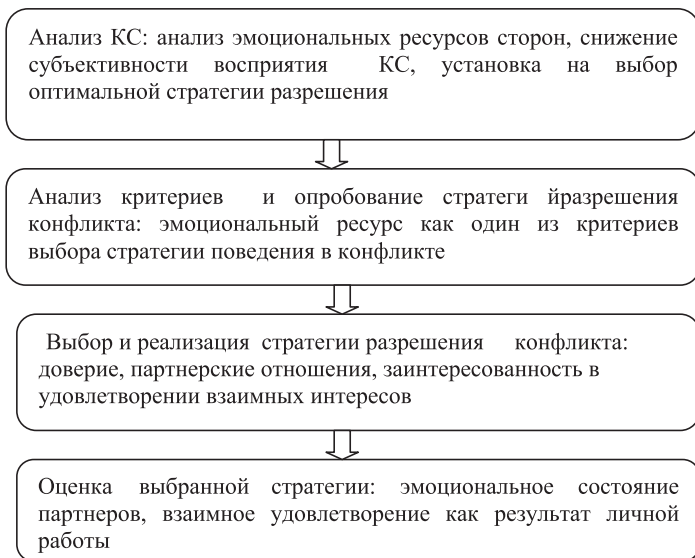 Анализ КС: анализ эмоциональных ресурсов сторон, снижение
субъективности восприятия КС, установка на выбор
оптимальной стратегии разрешения
Анализ критериев и опробование стратеги йразрешения
конфликта: эмоциональный ресурс как один из критериев
выбора стратегии поведения в конфликте
Выбор и реализация стратегии разрешения конфликта:
доверие, партнерские отношения, заинтересованность в
удовлетворении взаимных интересов
Оценка выбранной стратегии: эмоциональное состояние
партнеров, взаимное удовлетворение как результат личной
работы